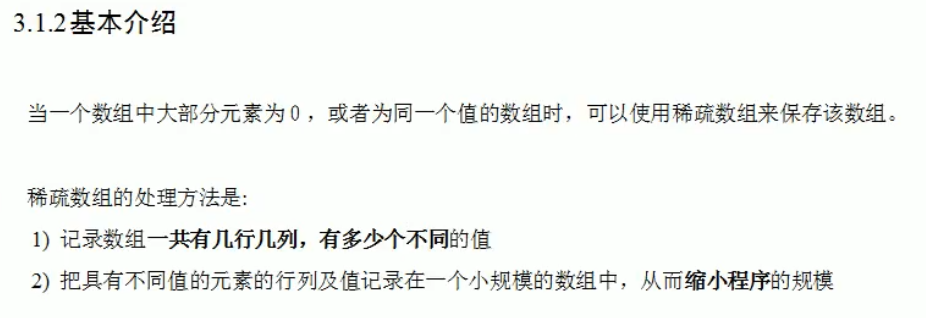 3.1.2基本介绍
当一个数组中大部分元素为0，或者为同一个值的数组时，可以使用稀疏数组来保存该数组。
稀疏数组的处理方法是:
1) 记录数组一共有几行几列，有多少个不同的值
2) 把具有不同值的元素的行列及值记录在一个小规模的数组中，从而缩小程序的规模